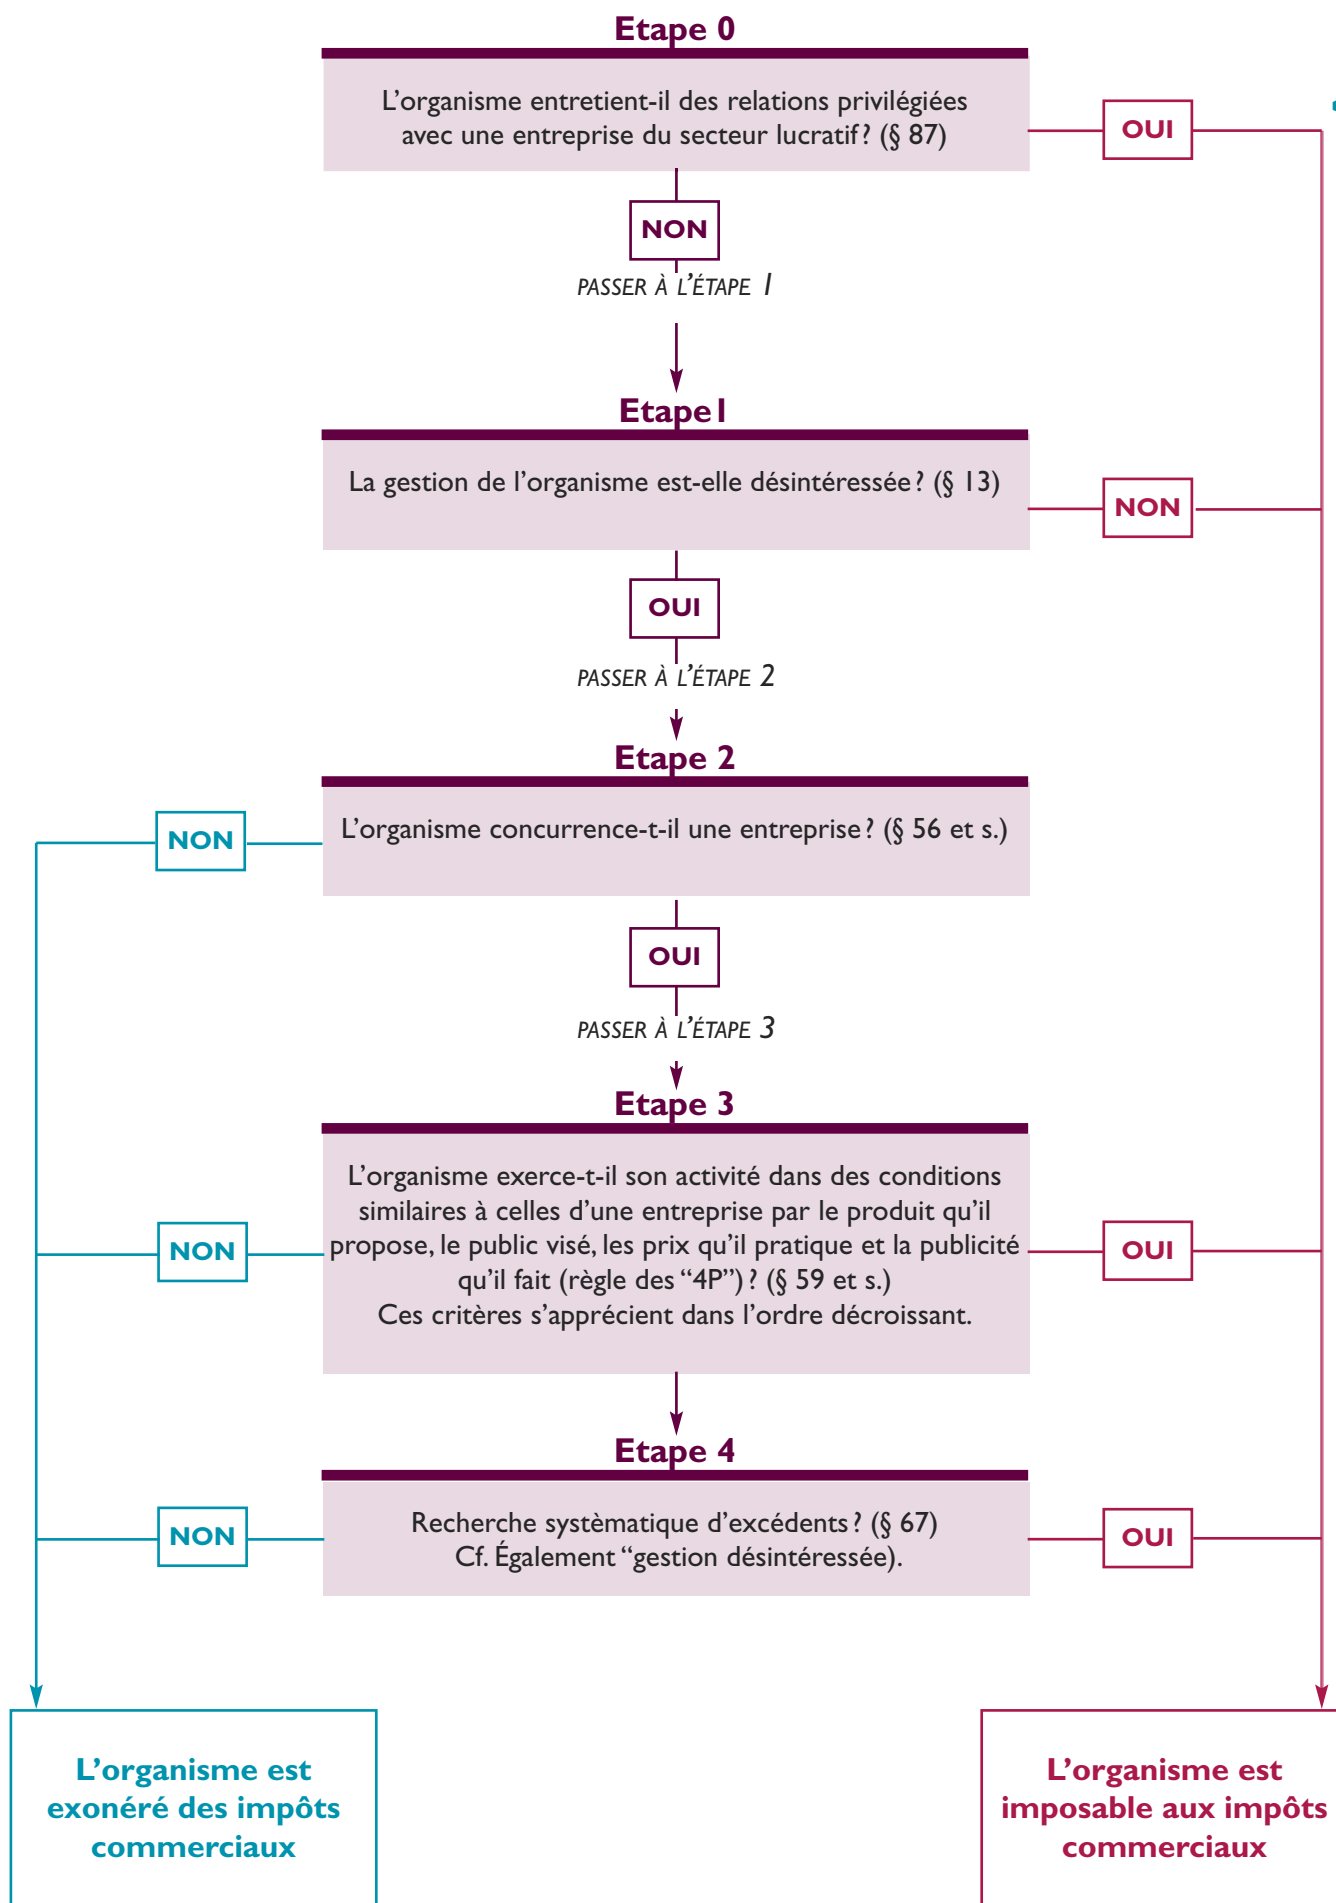 Etape 0
L’organisme entretient-il des relations privilégiées
avec une entreprise du secteur lucratif ? (§ 87)
OUI
NON
PASSER À L’ÉTAPE 1
Etape1
La gestion de l’organisme est-elle désintéressée ? (§ 13)
NON
OUI
PASSER À L’ÉTAPE 2
Etape 2
L’organisme concurrence-t-il une entreprise ? (§ 56 et s.)
NON
OUI
PASSER À L’ÉTAPE 3
Etape 3
L’organisme exerce-t-il son activité dans des conditions
similaires à celles d’une entreprise par le produit qu’il
propose, le public visé, les prix qu’il pratique et la publicité
qu’il fait (règle des “4P”) ? (§ 59 et s.)
Ces critères s’apprécient dans l’ordre décroissant.
NON
OUI
Etape 4
Recherche systèmatique d’excédents ? (§ 67)
Cf. Également “gestion désintéressée).
NON
OUI
L’organisme est
exonéré des impôts
commerciaux
L’organisme est
imposable aux impôts
commerciaux